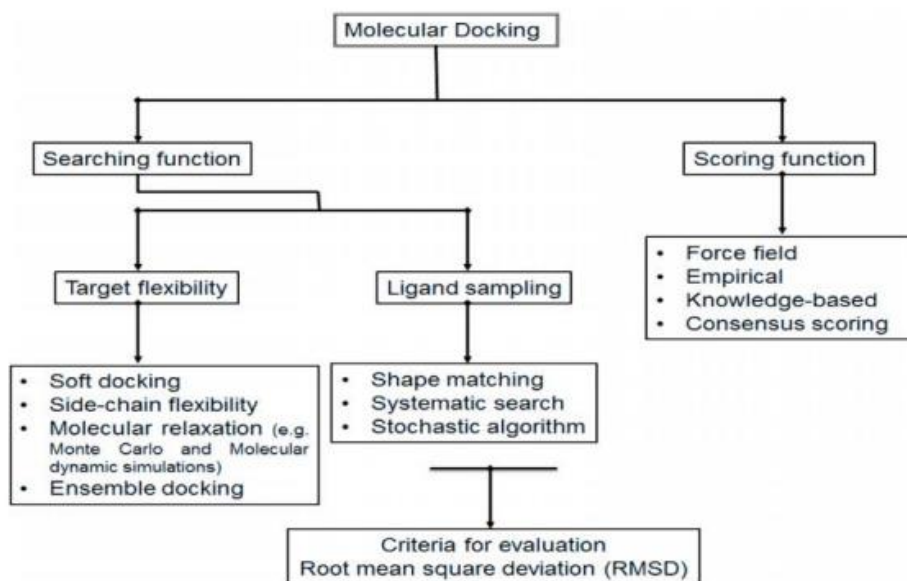 Molecular Docking
Searching function
Scoring function
• Force field
• Empirical
• Knowledge-based
• Consensus scoring
Target flexibility
Ligand sampling
• Soft docking
• Side-chain flexibility
• Molecular relaxation (e.g.
Monte Carlo and Molecular
dynamic simulations)
• Ensemble docking
• Shape matching
• Systematic search
• Stochastic algorithm
Criteria for evaluation
Root mean square deviation (RMSD)